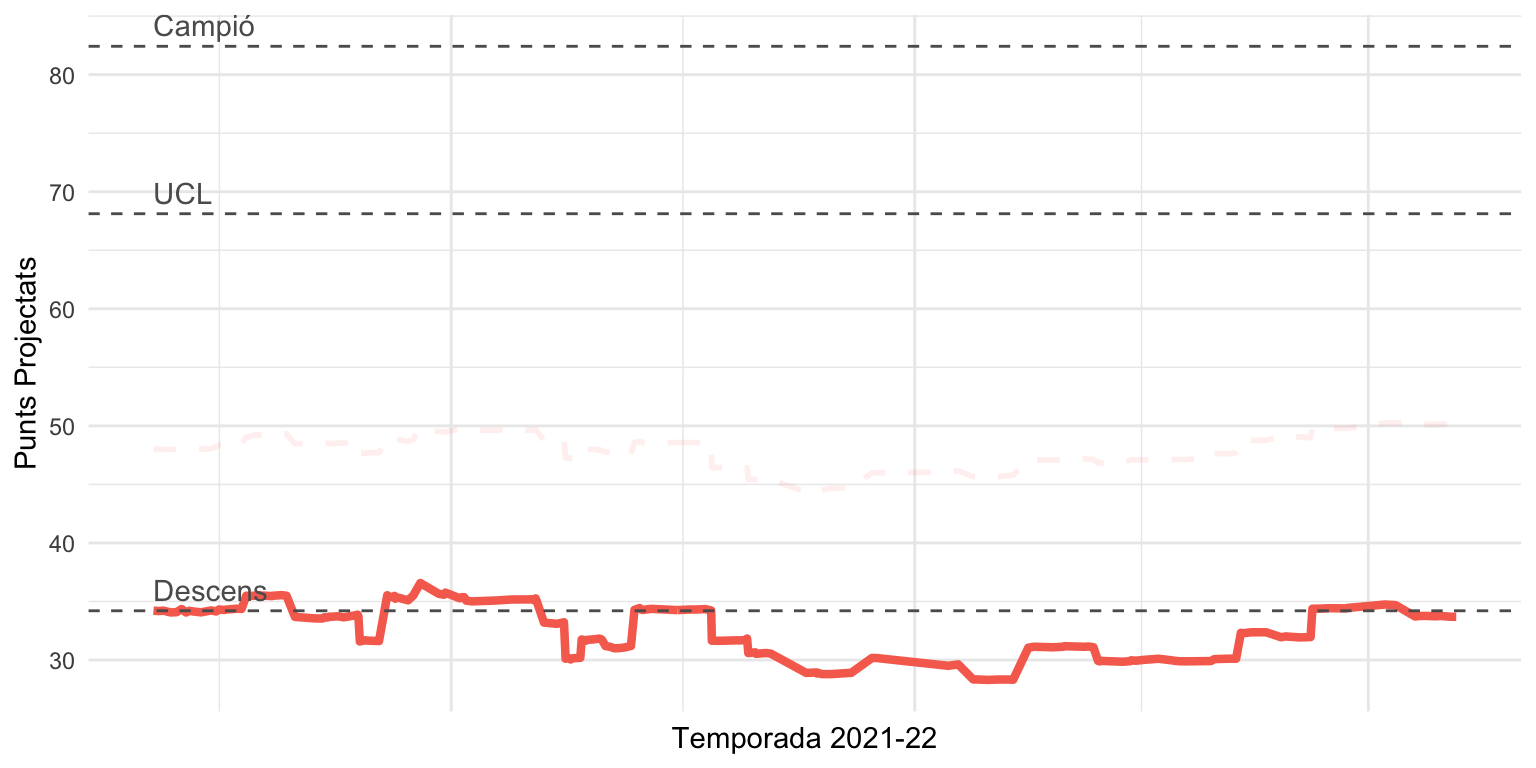 Campió
80
UCL
70
60
50
40
Descens
30
Punts Projectats
Temporada 2021-22